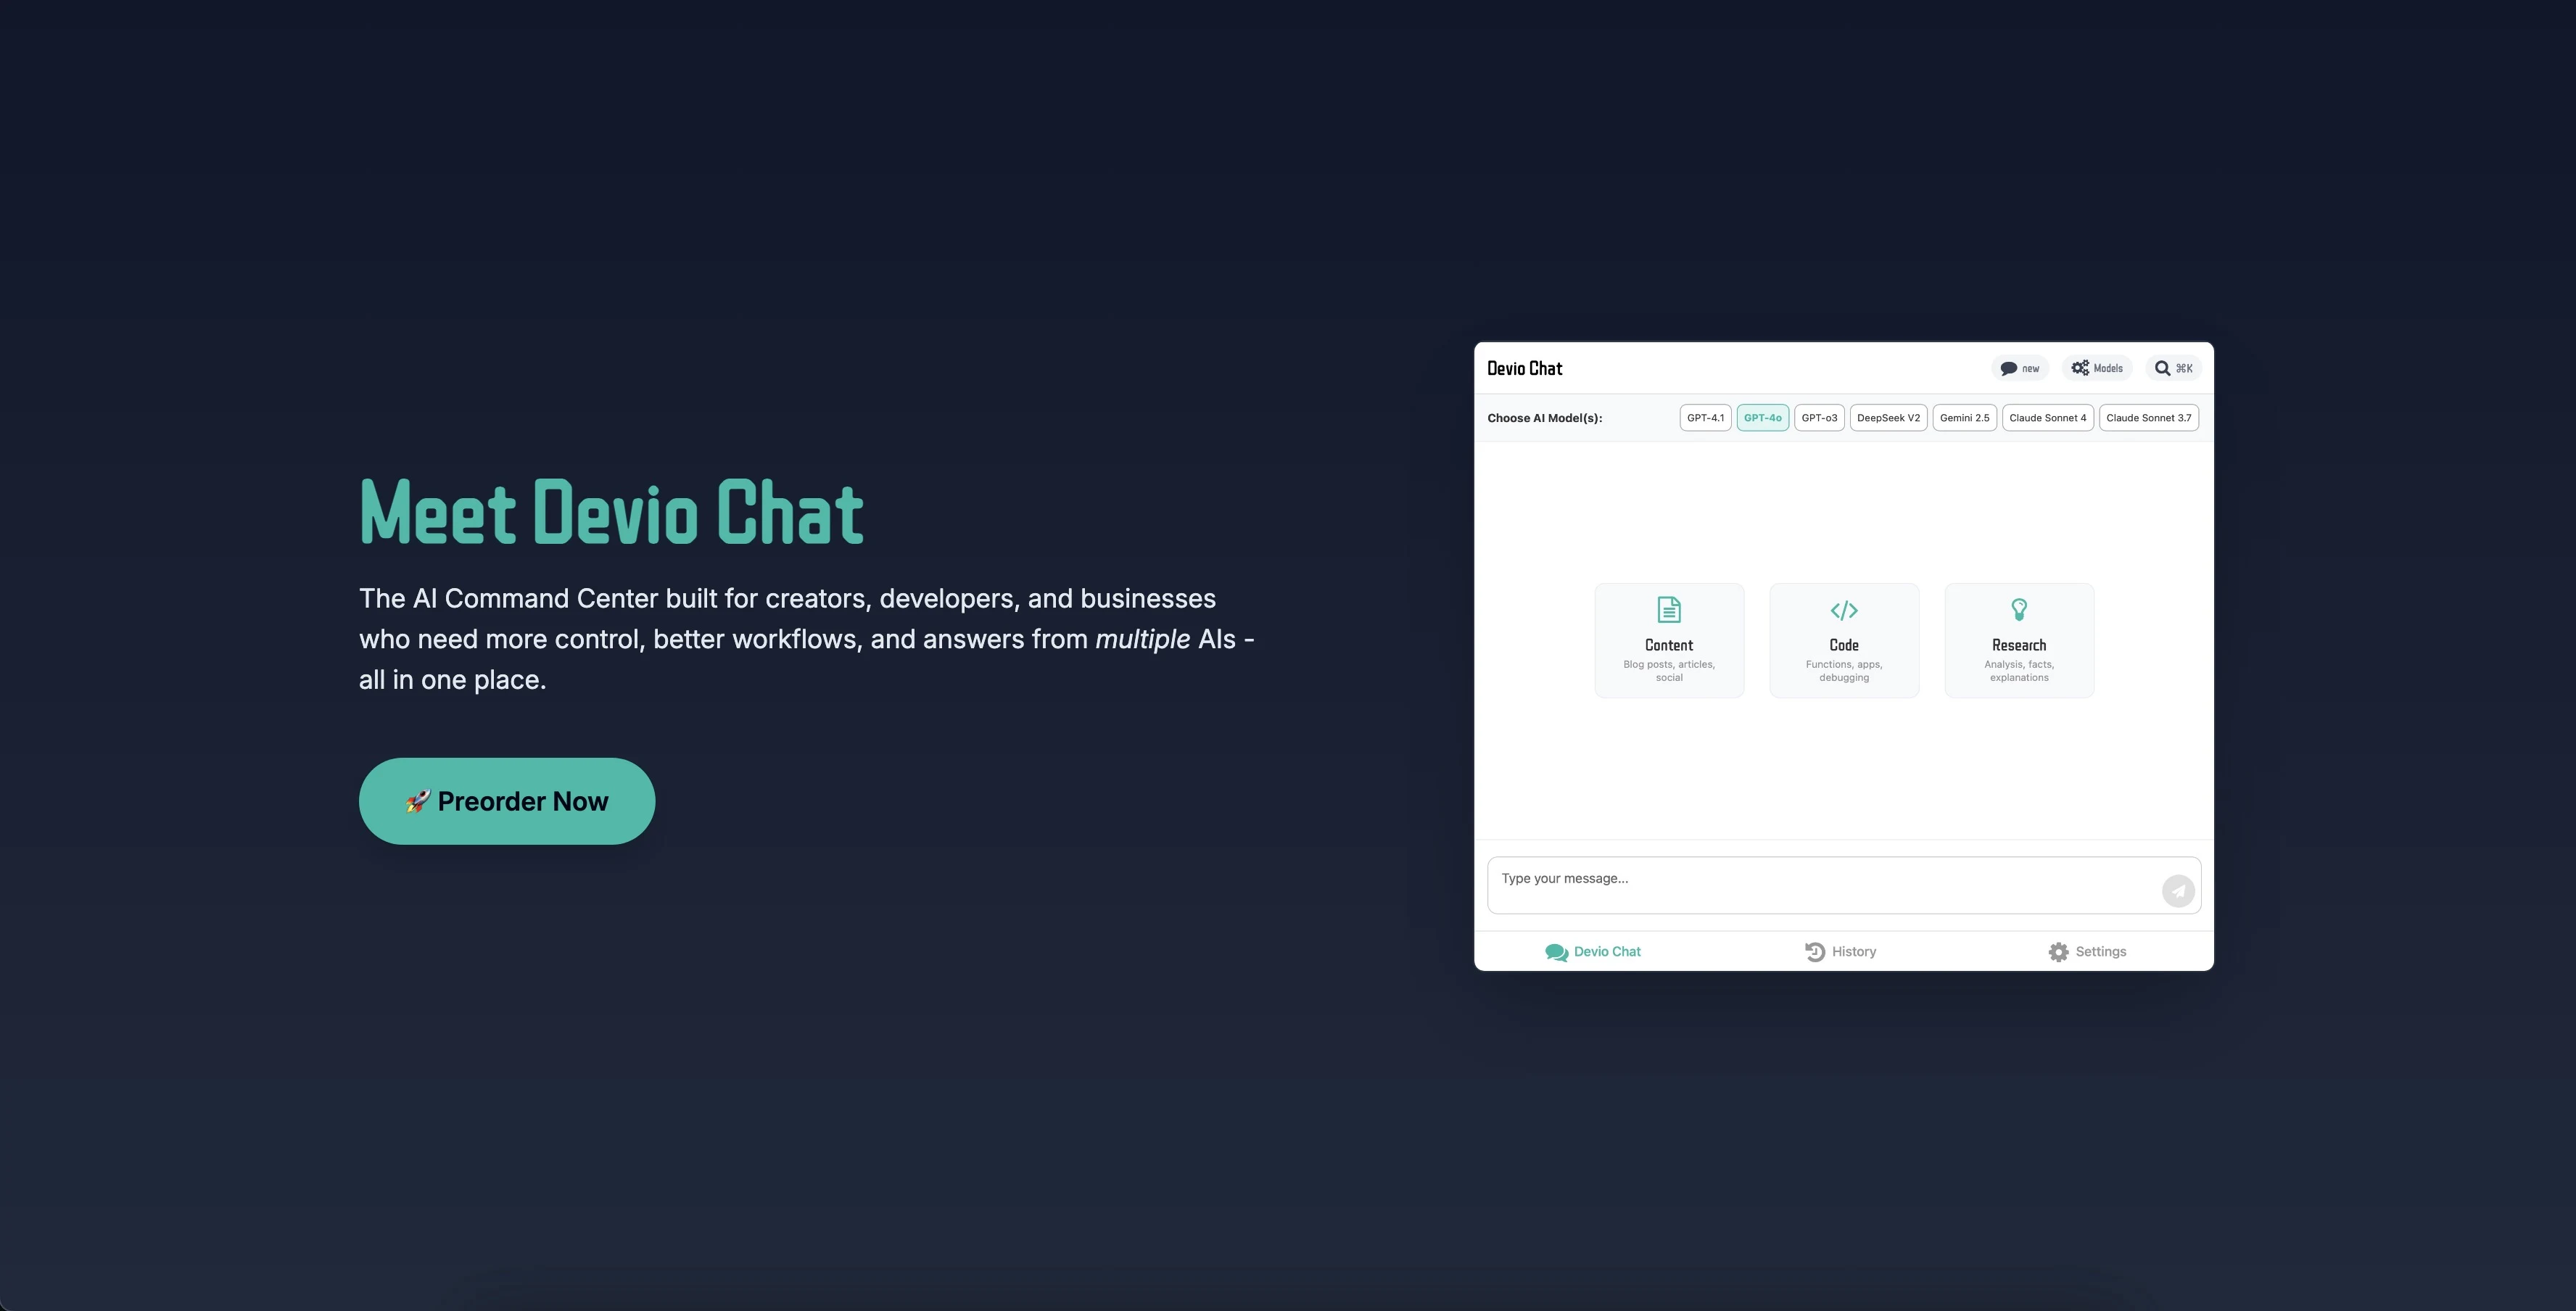 Meet Devio Chat
The AI Command Center built for creators, developers, and businesses
who need more control, better workflows, and answers from multiple AIs -
all in one place.
🚀 Preorder Now
Devio Chat
new
Models
⌘K
Choose AI Model(s):
GPT-4.1
GPT-4o
GPT-o3
DeepSeek V2
Gemini 2.5
Claude Sonnet 4
Claude Sonnet 3.7
Content
Blog posts, articles,
social
Code
Functions, apps,
debugging
Research
Analysis, facts,
explanations
Type your message...
Devio Chat
History
Settings